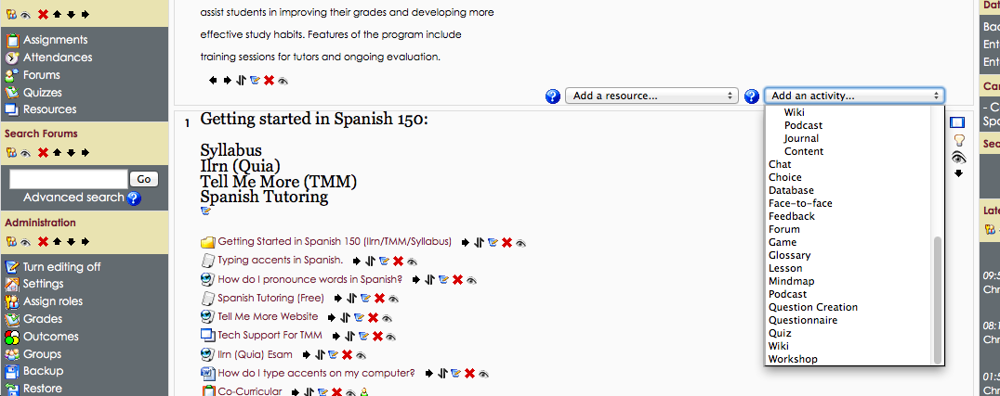 Assignments
Attendances
Forums
Quizzes
Resources
Search Forums
Go
Advanced search ?
Administration
Turn editing off
Settings
Assign roles
Grades
Outcomes
Groups
Backup
Restore
assist students in improving their grades and developing more
effective study habits. Features of the program include
training sessions for tutors and ongoing evaluation.
? Add a resource... ? Add an activity...
1 Getting started in Spanish 150:
Syllabus
Ilrn (Quia)
Tell Me More (TMM)
Spanish Tutoring
Getting Started in Spanish 150 (Ilrn/TMM/Syllabus)
Typing accents in Spanish.
How do I pronounce words in Spanish?
Spanish Tutoring (Free)
Tell Me More Website
Tech Support For TMM
Ilrn (Quia) Esam
How do I type accents on my computer?
Co-Curricular
Wiki
Podcast
Journal
Content
Chat
Choice
Database
Face-to-face
Feedback
Forum
Game
Glossary
Lesson
Mindmap
Podcast
Question Creation
Questionnaire
Quiz
Wiki
Workshop
Dat
Bac
Ent
Ent
Car
- C
Spa
Sec
Late
09:5
Chr
08:1
Chr
01:5
Chr